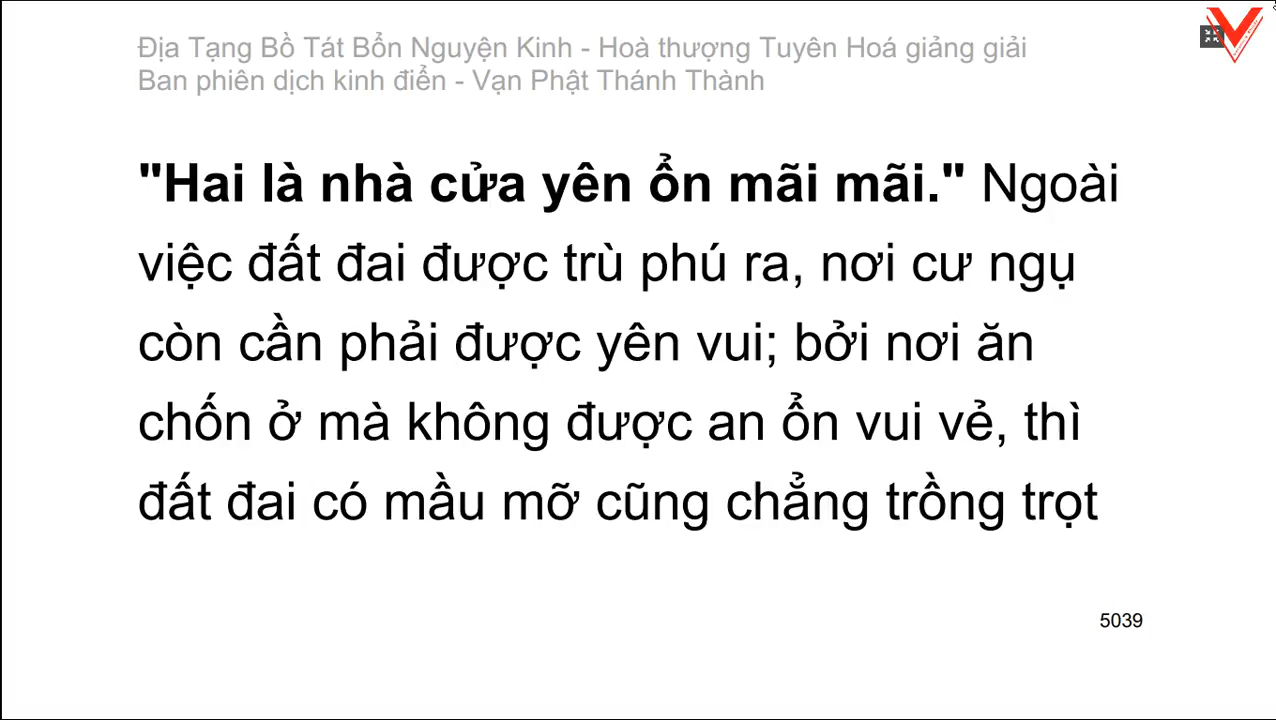 Địa Tạng Bồ Tát Bổn Nguyện Kinh - Hoà thượng Tuyên Hoá giảng giải
Ban phiên dịch kinh điển - Vạn Phật Thánh Thành
"Hai là nhà cửa yên ổn mãi mãi." Ngoài
việc đất đai được trù phú ra, nơi cư ngụ
còn cần phải được yên vui; bởi nơi ăn
chốn ở mà không được an ổn vui vẻ, thì
đất đai có mầu mỡ cũng chẳng trồng trọt
5039